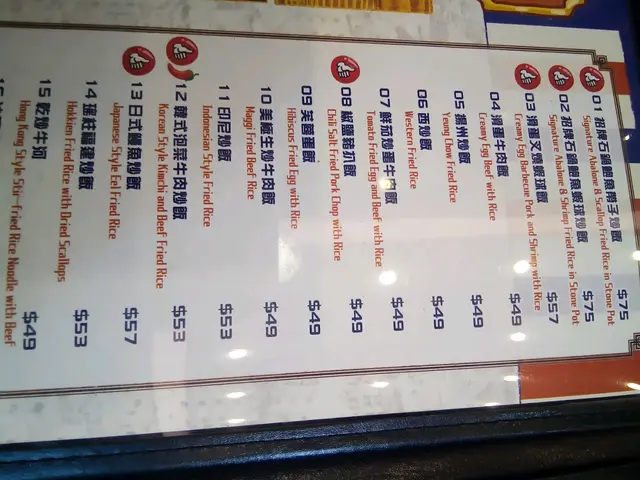 01 招牌石鍋鮑魚帶子炒飯 $75
Signature Abalone & Scallop Fried Rice in Stone Pot
02 招牌石鍋鮑魚蝦球炒飯 $75
Signature Abalone & Shrimp Fried Rice in Stone Pot
03 滑蛋叉燒蝦球飯 $57
Creamy Egg Barbecue Pork and Shrimp with Rice
04 滑蛋牛肉飯 $49
Creamy Egg Beef with Rice
05 揚州炒飯 $49
Yeung Chow Fried Rice
06 西炒飯 $49
Western Fried Rice
07 鮮茄炒蛋牛肉飯 $49
Tomato Fried Egg and Beef with Rice
08 椒鹽豬扒飯 $49
Chili Salt Fried Pork Chop with Rice
09 芙蓉蛋飯 $49
Hibiscus Fried Egg with Rice
10 美極生炒牛肉飯 $49
Maggi Fried Beef Rice
11 印尼炒飯 $53
Indonesian Style Fried Rice
12 韓式泡菜牛肉炒飯 $53
Korean Style Kimchi and Beef Fried Rice
13 日式鰻魚炒飯 $57
Japanese Style Eel Fried Rice
14 瑤柱福建炒飯 $53
Hokkien Fried Rice with Dried Scallops
15 乾炒牛河 $49
Hong Kong Style Stir-Fried Rice Noodle with Beef